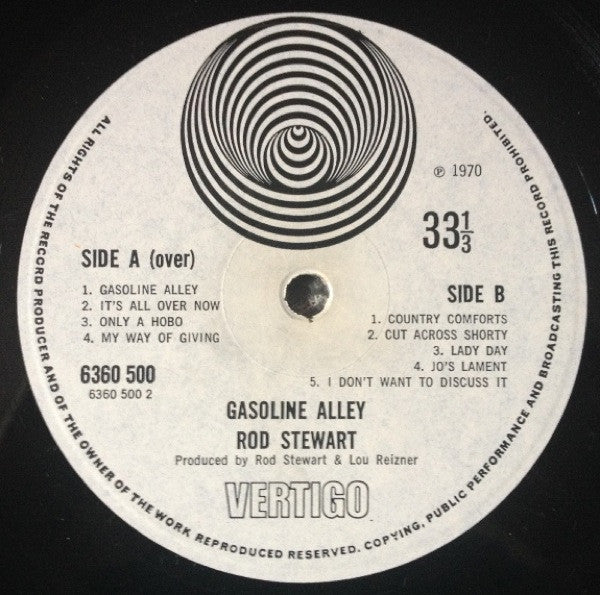 ALL RIGHTS OF THE RECORD PRODUCER AND OF THE OWNER OF THE WORK REPRODUCED RESERVED. COPYING, PUBLIC PERFORMANCE AND BROADCASTING THIS RECORD PROHIBITED.
℗ 1970
33 1/3
SIDE A (over)
1. GASOLINE ALLEY
2. IT'S ALL OVER NOW
3. ONLY A HOBO
4. MY WAY OF GIVING
6360 500
6360 500 2
SIDE B
1. COUNTRY COMFORTS
2. CUT ACROSS SHORTY
3. LADY DAY
4. JO'S LAMENT
5. I DON'T WANT TO DISCUSS IT
GASOLINE ALLEY
ROD STEWART
Produced by Rod Stewart & Lou Reizner
VERTIGO